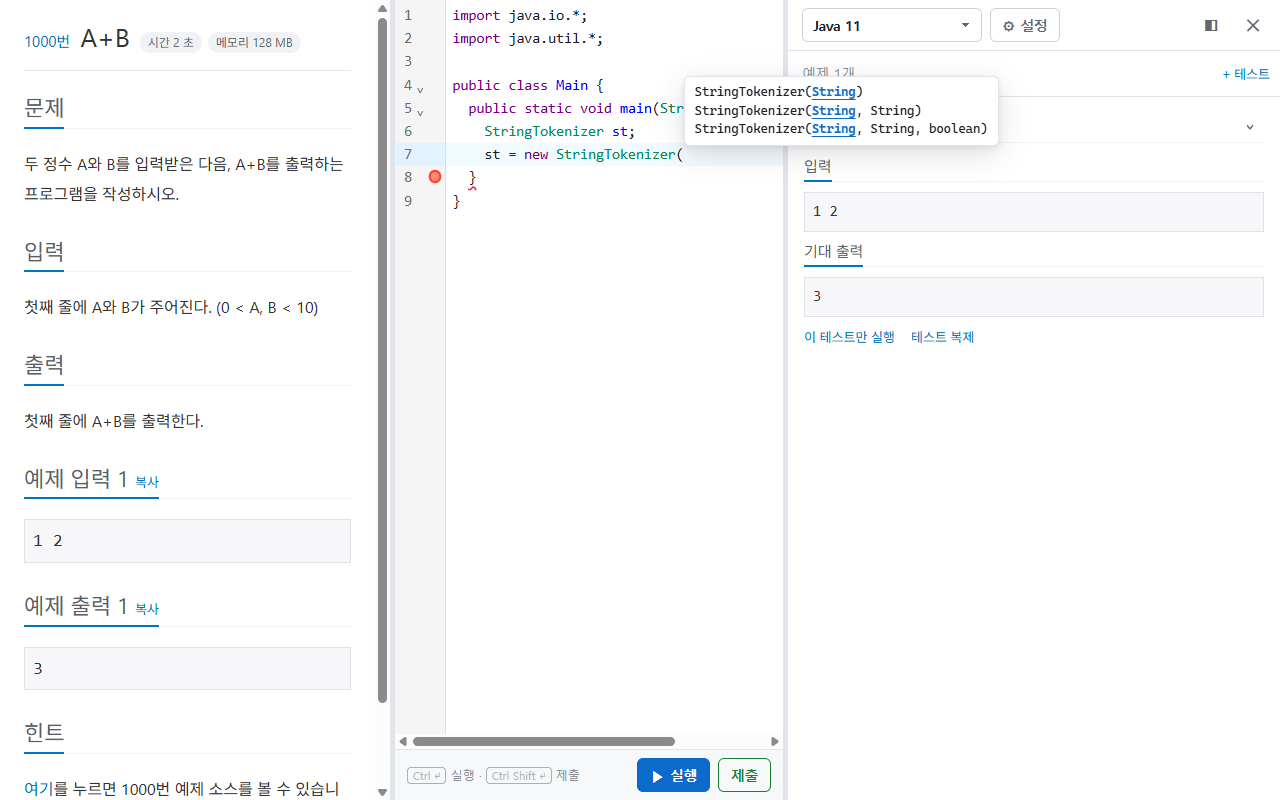 1000번 A+B 시간 2 초 메모리 128 MB
문제
두 정수 A와 B를 입력받은 다음, A+B를 출력하는
프로그램을 작성하시오.
입력
첫째 줄에 A와 B가 주어진다. (0 < A, B < 10)
출력
첫째 줄에 A+B를 출력한다.
예제 입력 1 복사
1 2
예제 출력 1 복사
3
힌트
여기를 누르면 1000번 예제 소스를 볼 수 있습니
1 import java.io.*;
2 import java.util.*;
3
4 public class Main {
5 public static void main(Str
6 StringTokenizer st;
7 st = new StringTokenizer(
8 }
9 }
StringTokenizer(String)
StringTokenizer(String, String)
StringTokenizer(String, String, boolean)
Ctrl ⏎ 실행 · Ctrl Shift ⏎ 제출
실행 제출
Java 11 설정
예제 1개 + 테스트
입력
1 2
기대 출력
3
이 테스트만 실행 테스트 복제